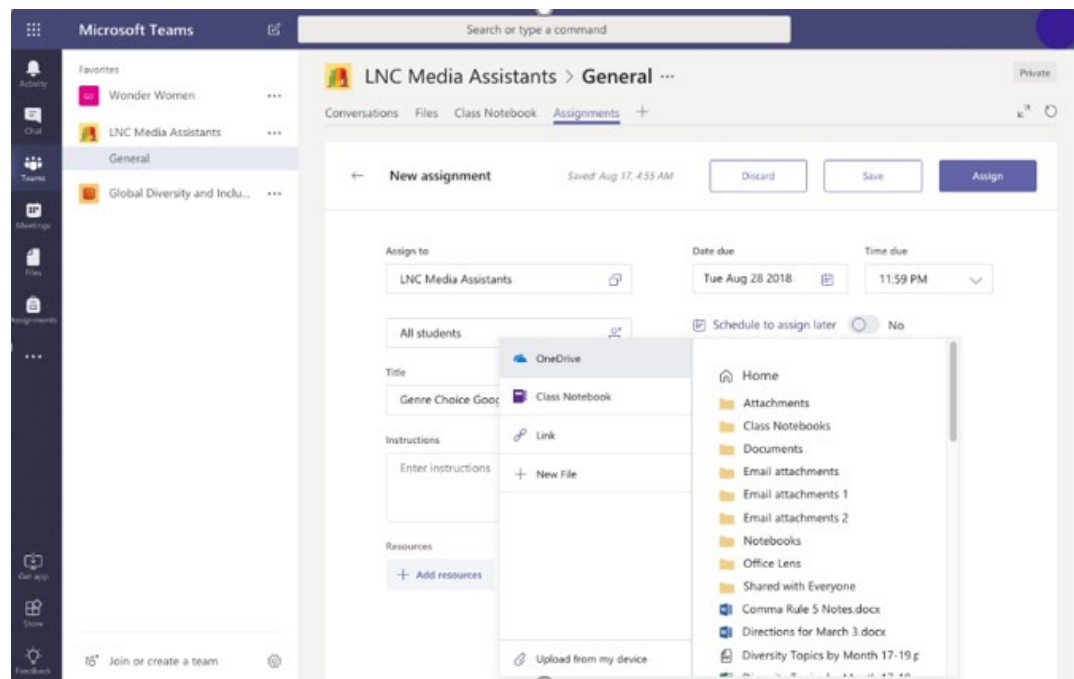 Microsoft Teams
Search or type a command
Activity
Chat
Teams
Meetings
Files
Assignments
...
Get app
Store
Feedback
Favorites
Wonder Women ...
LNC Media Assistants ...
General
Global Diversity and Inclu... ...
Join or create a team
LNC Media Assistants > General ...
Private
Conversations Files Class Notebook Assignments +
← New assignment Saved: Aug 17, 4:55 AM Discard Save Assign
Assign to
LNC Media Assistants
All students
Title
Genre Choice Goog
Instructions
Enter instructions
Resources
+ Add resources
Date due Time due
Tue Aug 28 2018 11:59 PM
Schedule to assign later No
OneDrive
Class Notebook
Link
+ New File
Upload from my device
Home
Attachments
Class Notebooks
Documents
Email attachments
Email attachments 1
Email attachments 2
Notebooks
Office Lens
Shared with Everyone
Comma Rule 5 Notes.docx
Directions for March 3.docx
Diversity Topics by Month 17-19.p